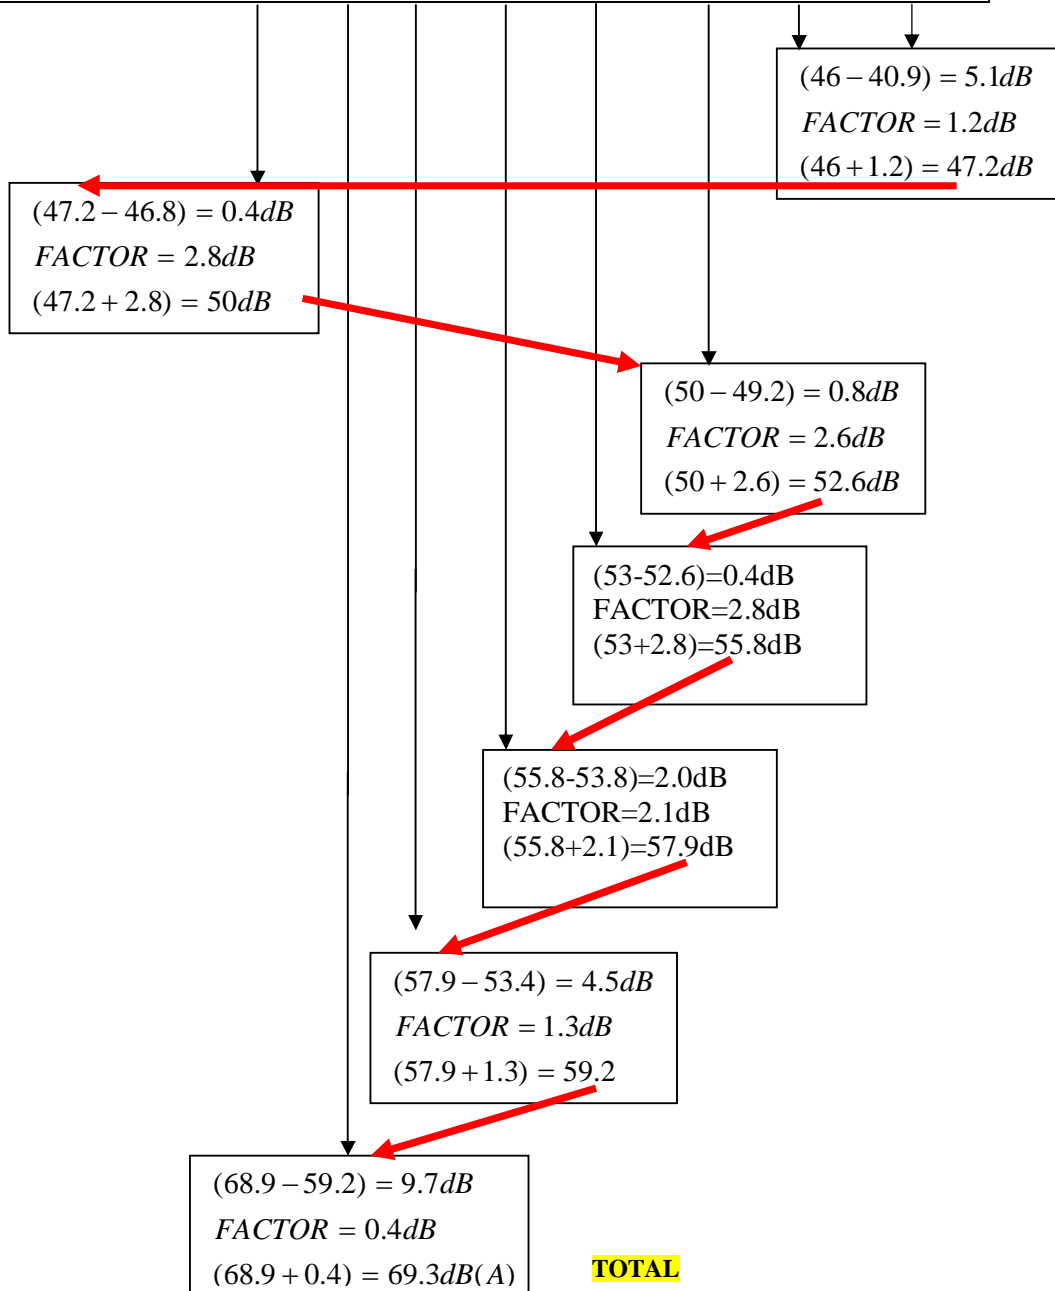 (46 − 40.9) = 5.1dB
FACTOR = 1.2dB
(46 + 1.2) = 47.2dB
(47.2 − 46.8) = 0.4dB
FACTOR = 2.8dB
(47.2 + 2.8) = 50dB
(50 − 49.2) = 0.8dB
FACTOR = 2.6dB
(50 + 2.6) = 52.6dB
(53-52.6)=0.4dB
FACTOR=2.8dB
(53+2.8)=55.8dB
(55.8-53.8)=2.0dB
FACTOR=2.1dB
(55.8+2.1)=57.9dB
(57.9 − 53.4) = 4.5dB
FACTOR = 1.3dB
(57.9 + 1.3) = 59.2
(68.9 − 59.2) = 9.7dB
FACTOR = 0.4dB
(68.9 + 0.4) = 69.3dB(A)
TOTAL